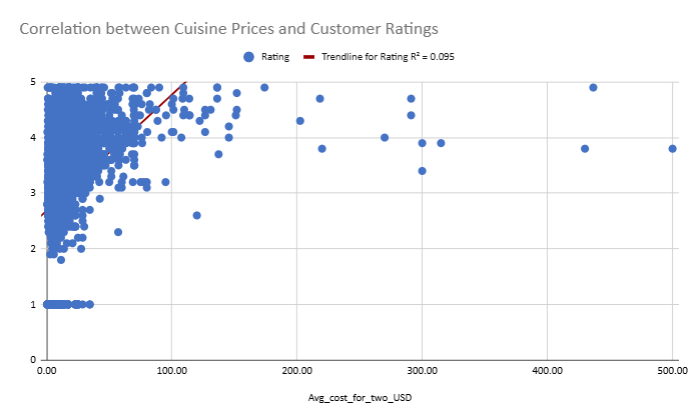 Correlation between Cuisine Prices and Customer Ratings
Rating Trendline for Rating R² = 0.095
5
4
3
2
1
0
0.00 100.00 200.00 300.00 400.00 500.00
Avg_cost_for_two_USD